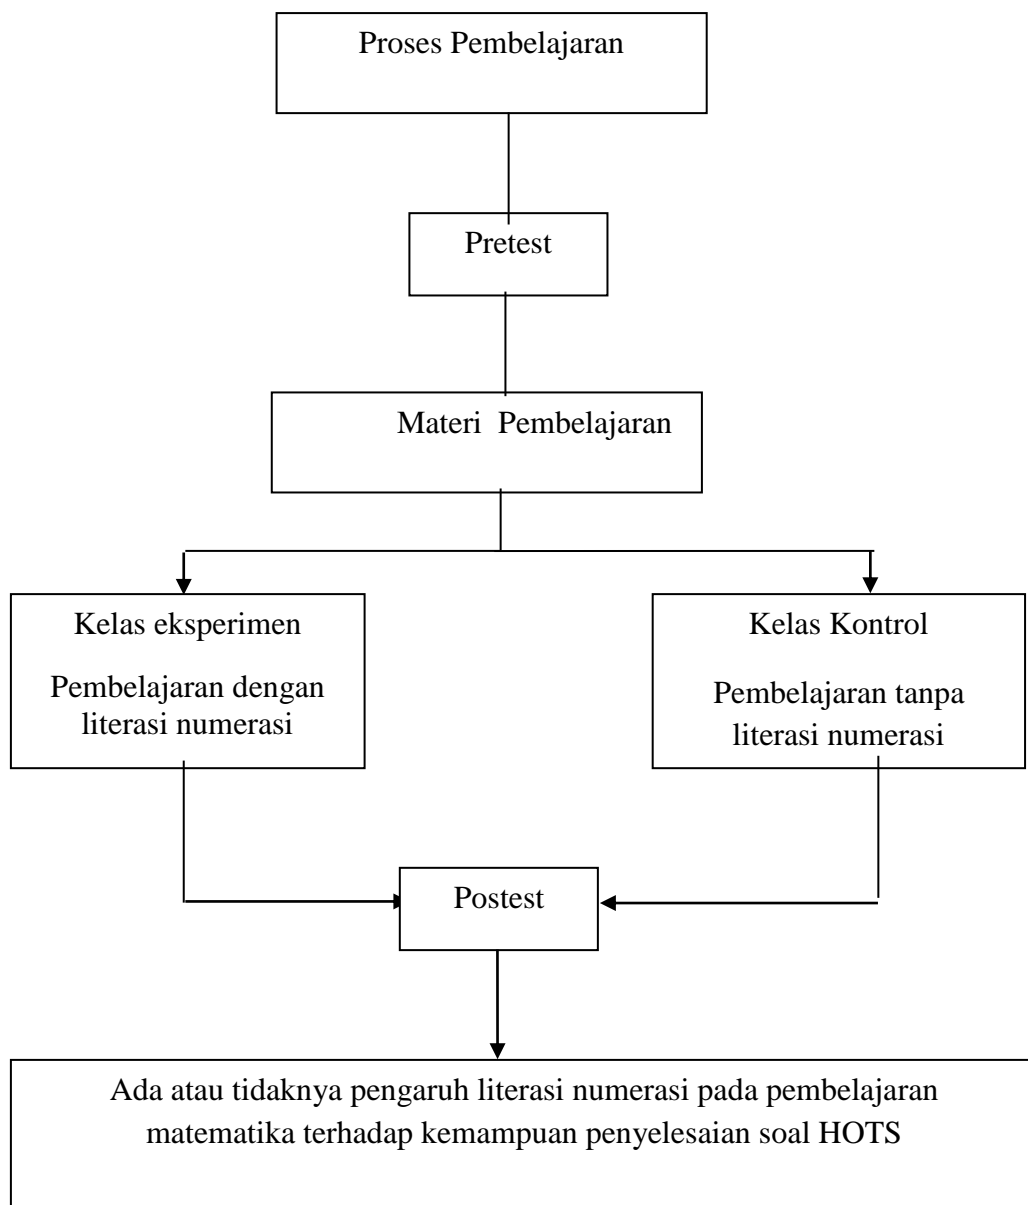 Proses Pembelajaran
Pretest
Materi Pembelajaran
Kelas eksperimen
Pembelajaran dengan
literasi numerasi
Kelas Kontrol
Pembelajaran tanpa
literasi numerasi
Postest
Ada atau tidaknya pengaruh literasi numerasi pada pembelajaran
matematika terhadap kemampuan penyelesaian soal HOTS